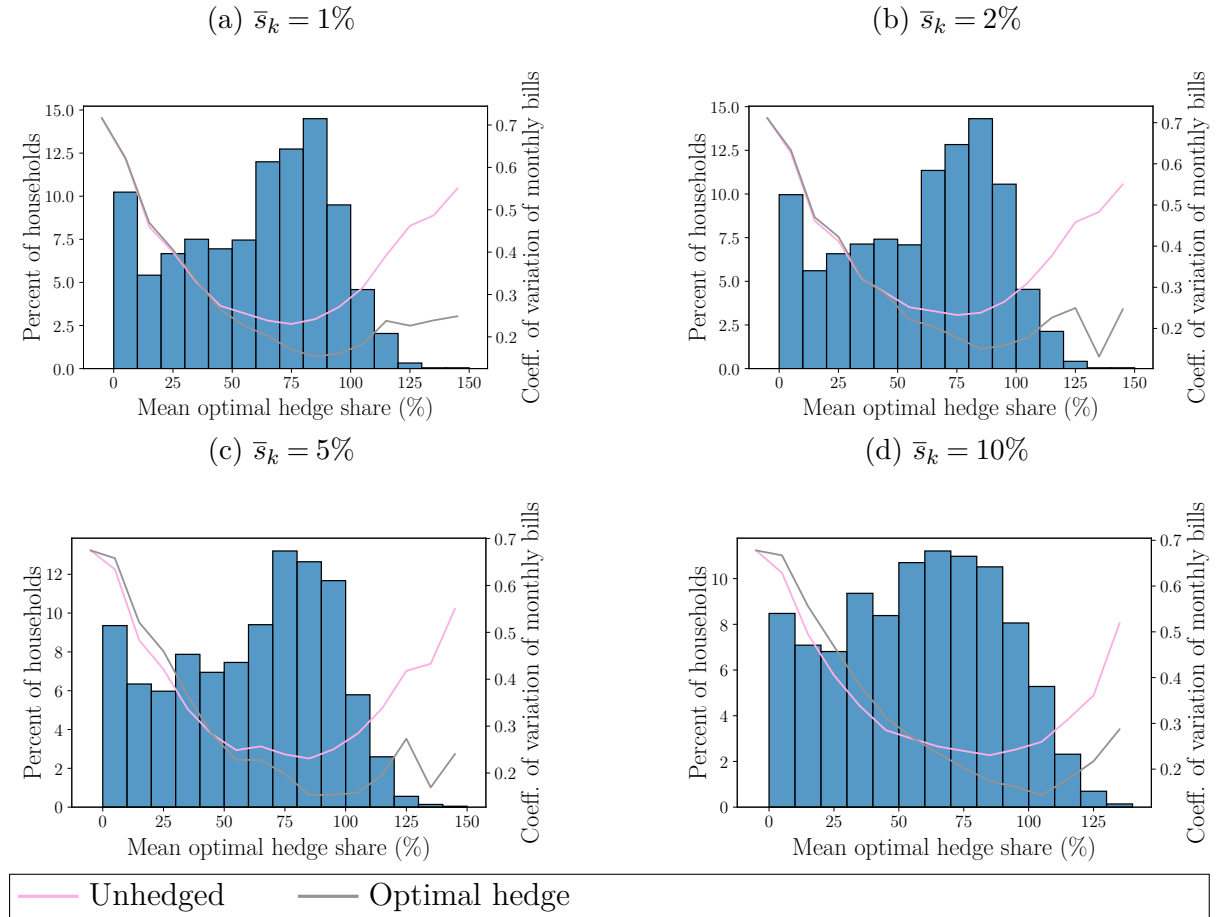 (a) s̄ₖ = 1%
15.0
12.5
10.0
7.5
5.0
2.5
0.0
Percent of households
0 25 50 75 100 125 150
Mean optimal hedge share (%)
0.7
0.6
0.5
0.4
0.3
0.2
Coeff. of variation of monthly bills
(b) s̄ₖ = 2%
15.0
12.5
10.0
7.5
5.0
2.5
0.0
Percent of households
0 25 50 75 100 125 150
Mean optimal hedge share (%)
0.7
0.6
0.5
0.4
0.3
0.2
Coeff. of variation of monthly bills
(c) s̄ₖ = 5%
12
10
8
6
4
2
0
Percent of households
0 25 50 75 100 125 150
Mean optimal hedge share (%)
0.7
0.6
0.5
0.4
0.3
0.2
Coeff. of variation of monthly bills
(d) s̄ₖ = 10%
10
8
6
4
2
0
Percent of households
0 25 50 75 100 125
Mean optimal hedge share (%)
0.7
0.6
0.5
0.4
0.3
0.2
Coeff. of variation of monthly bills
Unhedged Optimal hedge